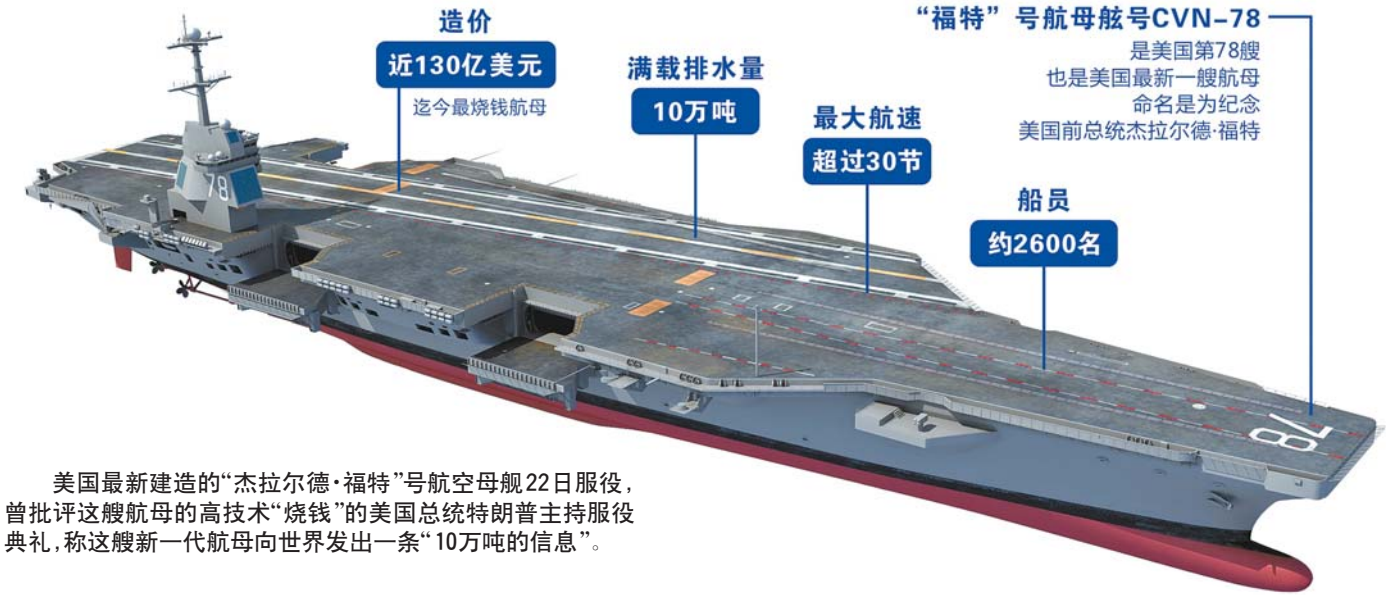 造价
近130亿美元
迄今最烧钱航母
满载排水量
10万吨
最大航速
超过30节
船员
约2600名
“福特”号航母舷号CVN-78
是美国第78艘
也是美国最新一艘航母
命名是为纪念
美国前总统杰拉尔德·福特
78
78
美国最新建造的“杰拉尔德·福特”号航空母舰22日服役，
曾批评这艘航母的高技术“烧钱”的美国总统特朗普主持服役
典礼，称这艘新一代航母向世界发出一条“10万吨的信息”。